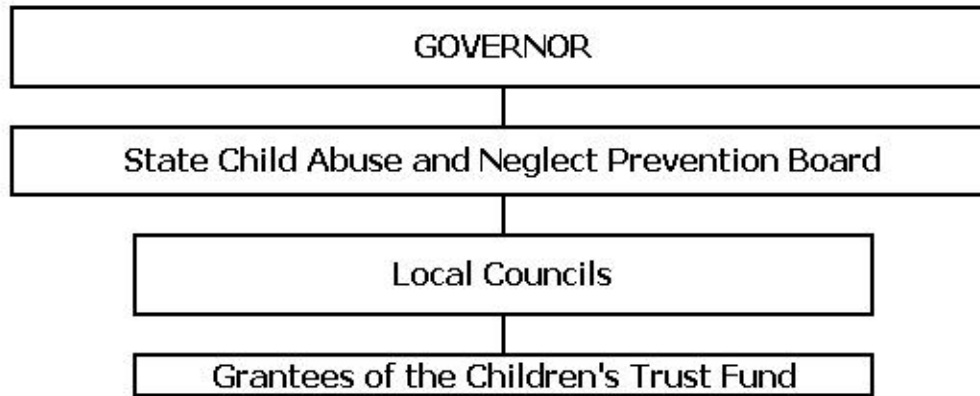 GOVERNOR
State Child Abuse and Neglect Prevention Board
Local Councils
Grantees of the Children's Trust Fund